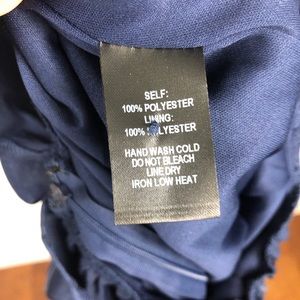 SELF:
100% POLYESTER
LINING:
100% POLYESTER
HAND WASH COLD
DO NOT BLEACH
LINE DRY
IRON LOW HEAT